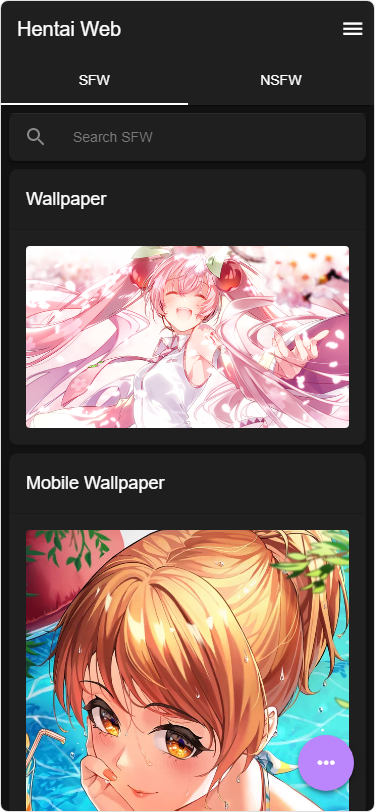 Hentai Web
SFW
NSFW
Search SFW
Wallpaper
Mobile Wallpaper